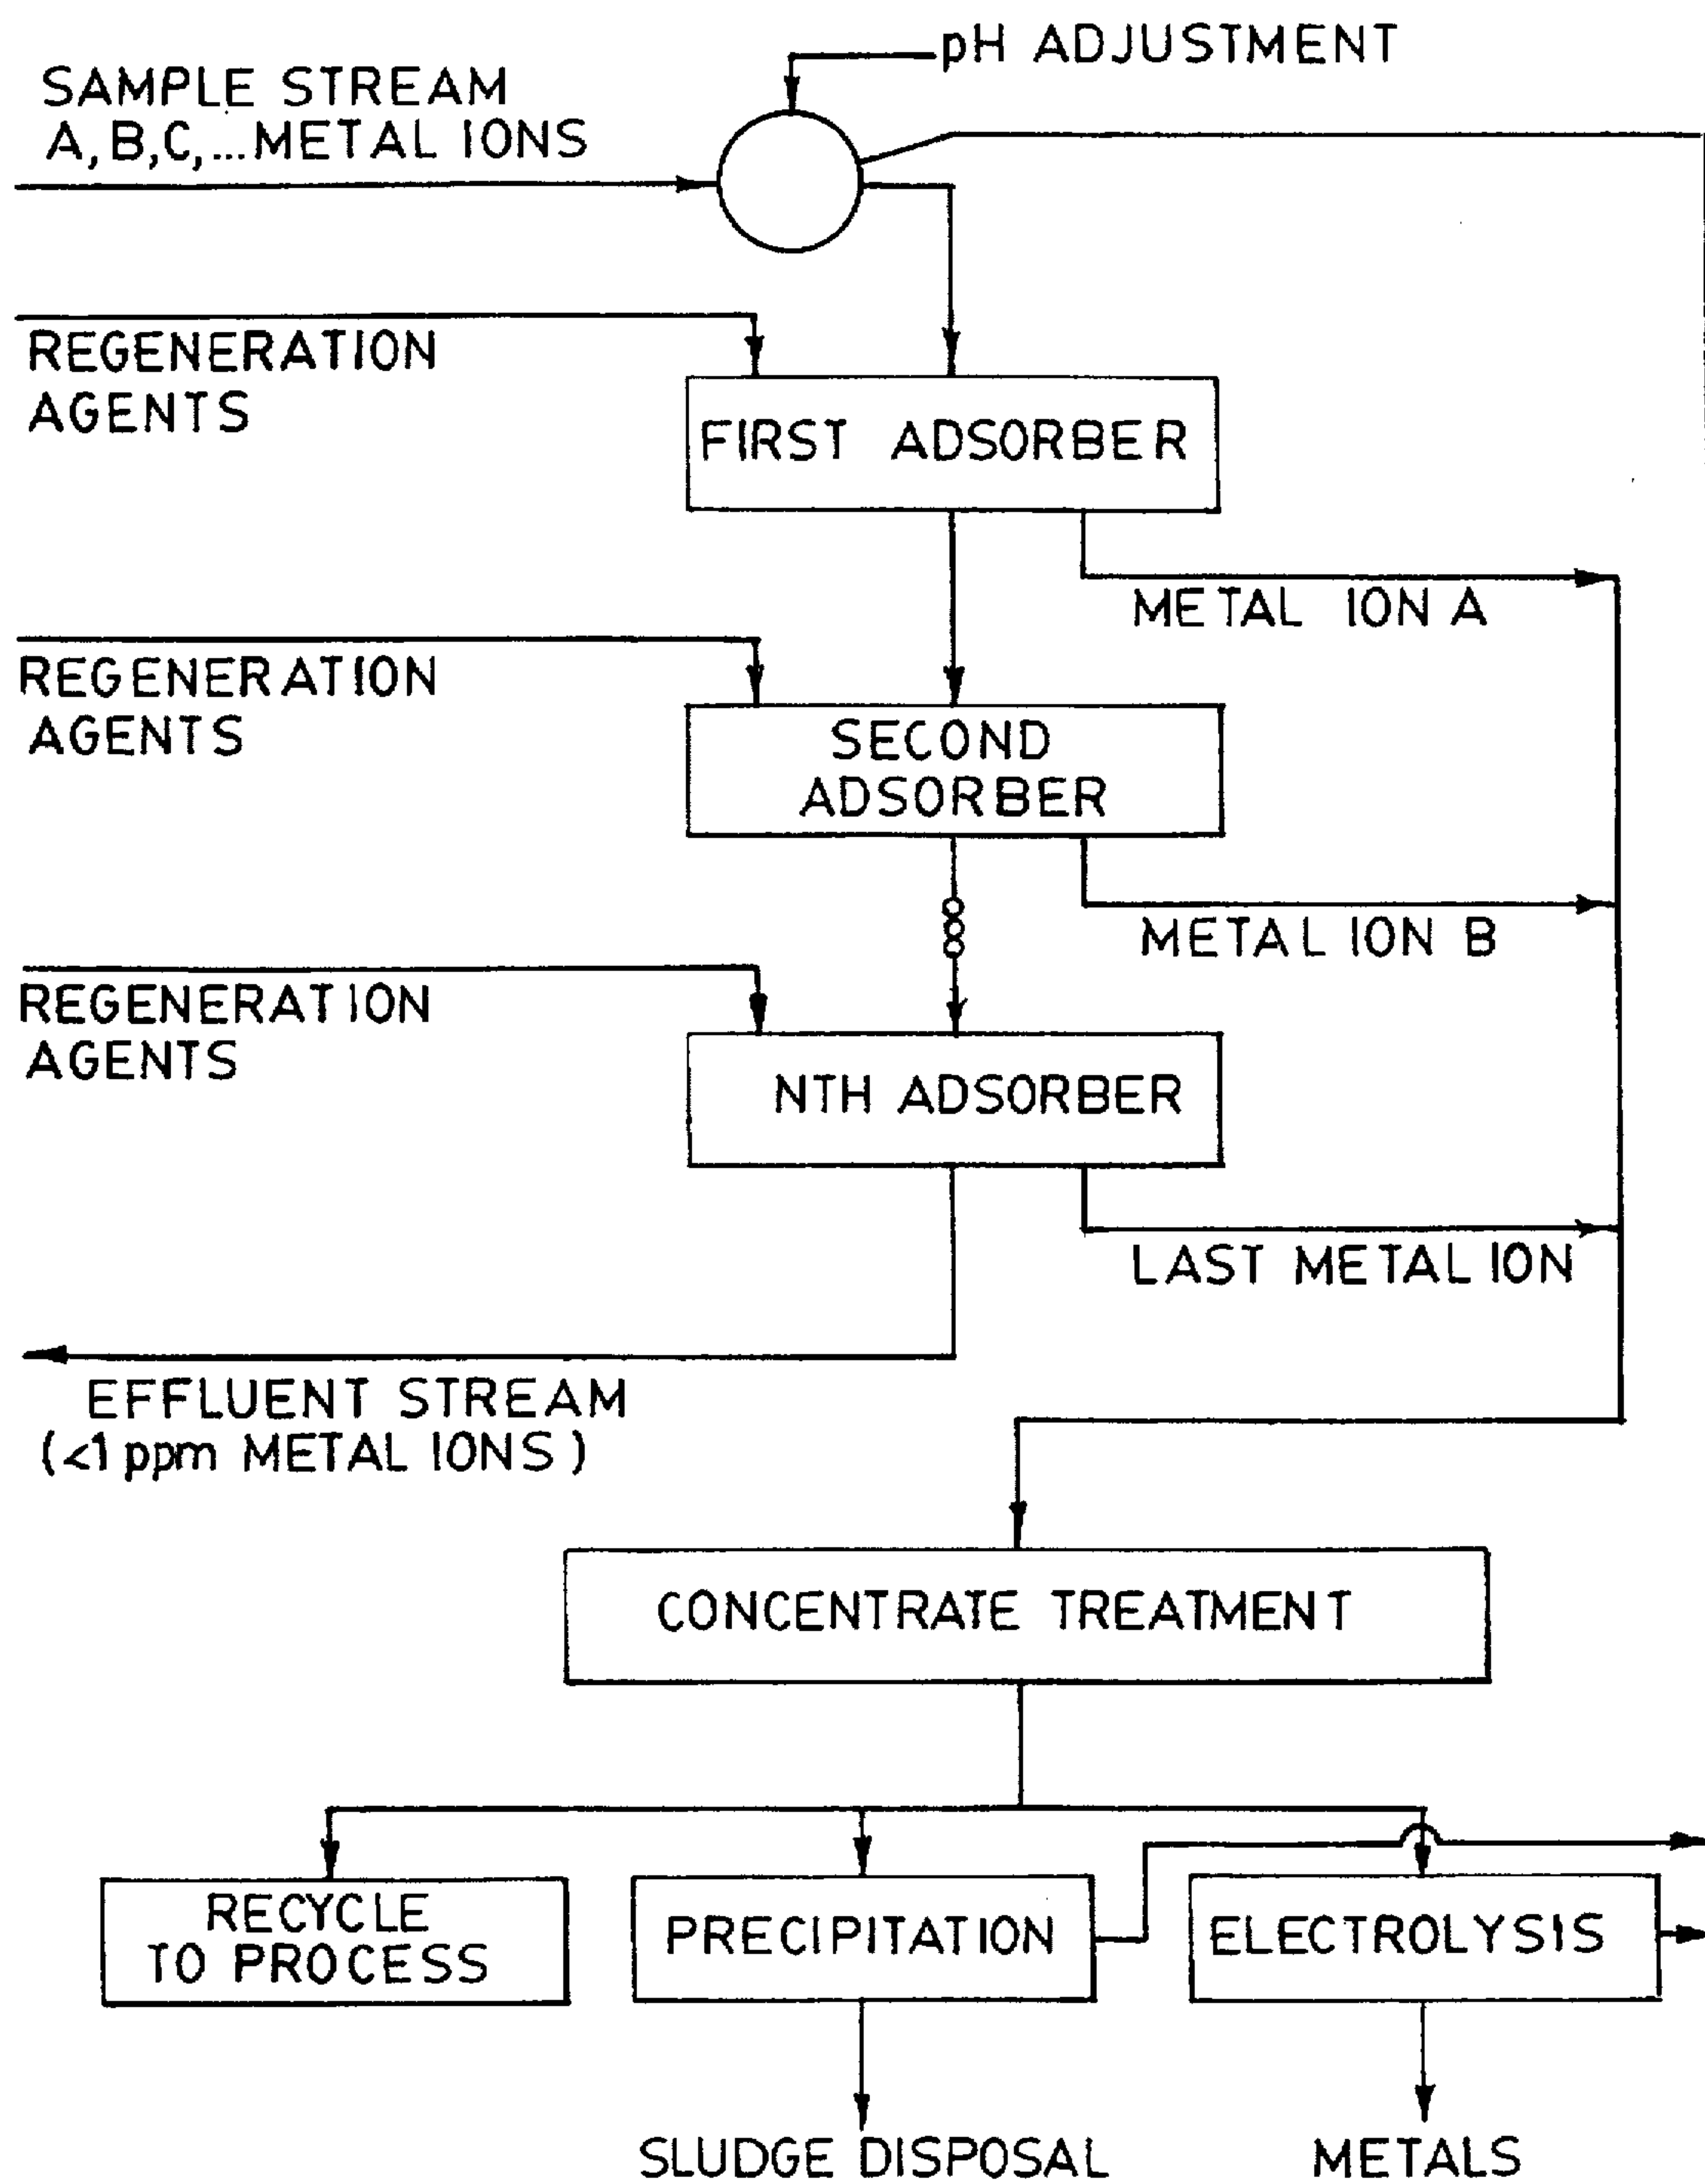 pH ADJUSTMENT
SAMPLE STREAM
A,B,C,...METAL IONS
REGENERATION
AGENTS
FIRST ADSORBER
METAL ION A
REGENERATION
AGENTS
SECOND
ADSORBER
METAL ION B
REGENERATION
AGENTS
NTH ADSORBER
LAST METAL ION
EFFLUENT STREAM
(<1 ppm METAL IONS)
CONCENTRATE TREATMENT
RECYCLE
TO PROCESS
PRECIPITATION
ELECTROLYSIS
SLUDGE DISPOSAL
METALS